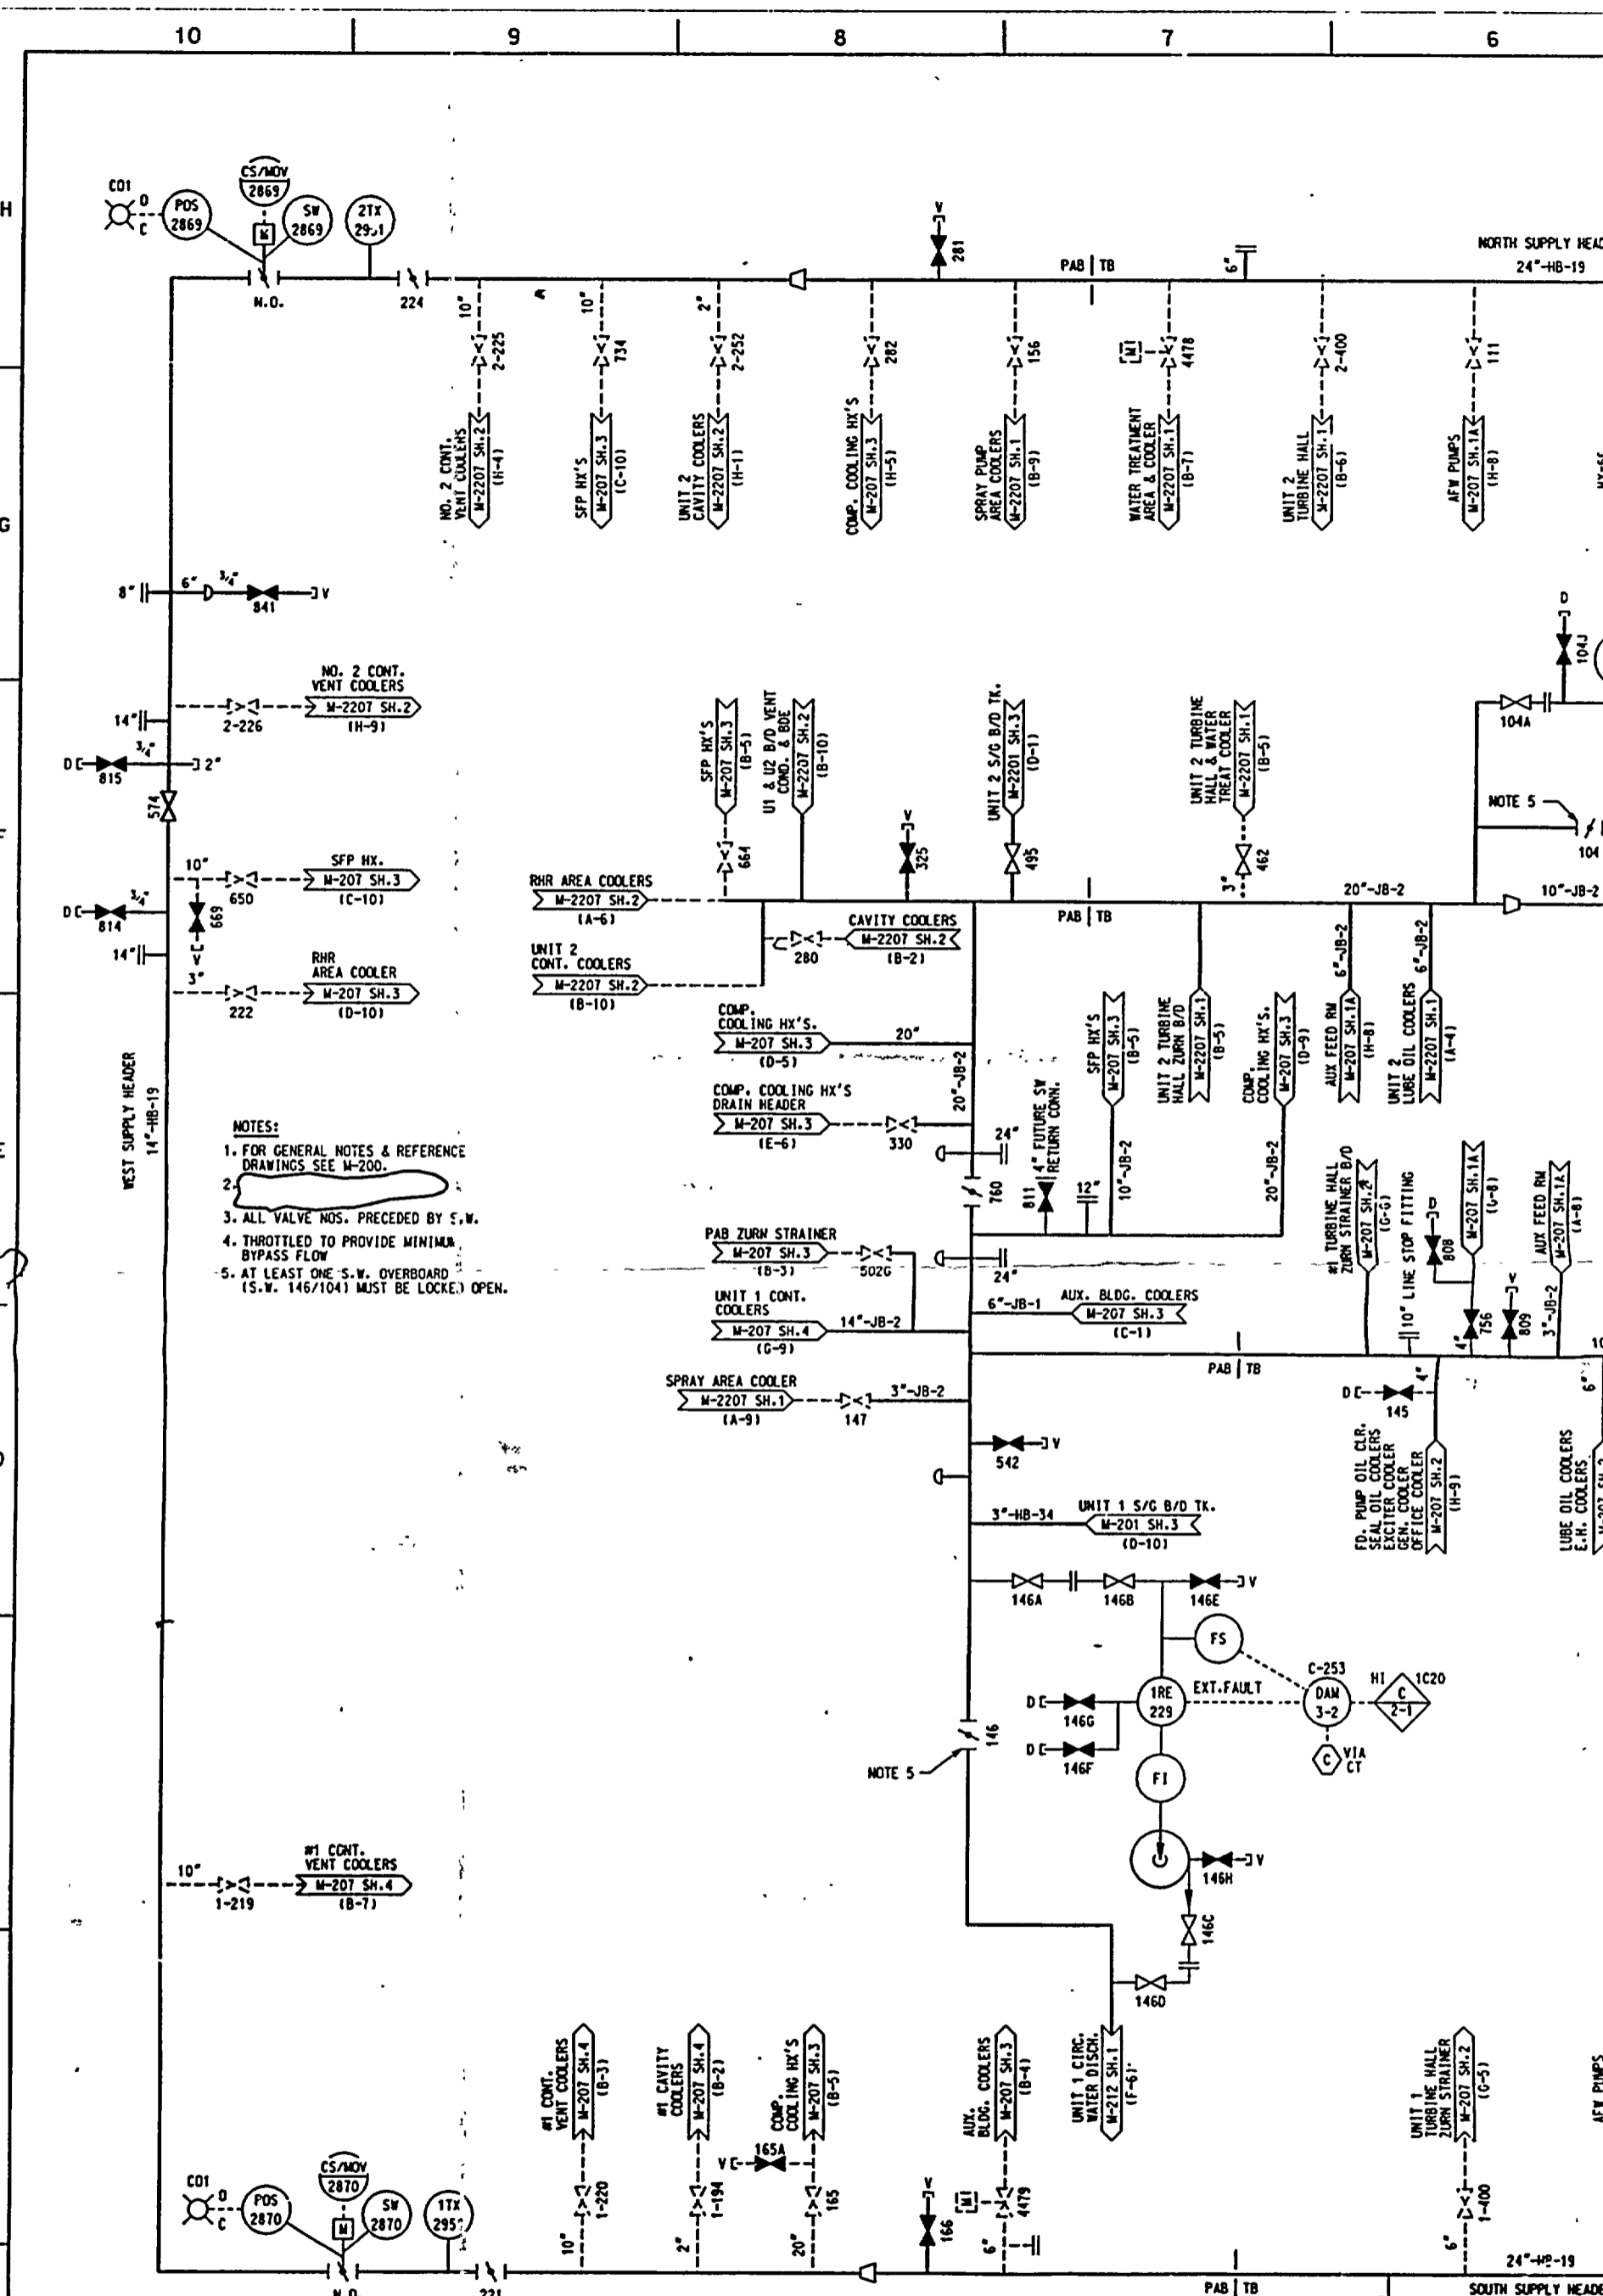 10
9
8
7
6
H
CO1
O
C
POS
2869
CS/MOV
2869
M
SW
2869
2TX
N.O.
224
V
281
PAB | TB
6"
NORTH SUPPLY
24"-HB-19
10"
2-225
10"
734
2"
2-252
282
156
M
4478
2-400
111
NO. 2 CONT.
VENT COOLERS
M-2207 SH.2
(H-4)
SFP HX'S
M-207 SH.3
(C-10)
UNIT 2
CAVITY COOLERS
M-2207 SH.2
(H-1)
COMP. COOLING HX'S
M-207 SH.3
(H-5)
SPRAY PUMP
AREA COOLERS
M-2207 SH.1
(B-9)
WATER TREATMENT
AREA & COOLER
M-2207 SH.1
(B-7)
UNIT 2
TURBINE HALL
M-2207 SH.1
(B-6)
AFW PUMPS
M-207 SH.1A
(H-8)
G
8"
6"
3/4"
841
V
NO. 2 CONT.
VENT COOLERS
M-2207 SH.2
(H-9)
2-226
14"
D
815
3/4"
2"
574
10"
650
SFP HX.
M-207 SH.3
(C-10)
D
814
3/4"
669
V
14"
3"
222
RHR
AREA COOLER
M-207 SH.3
(D-10)
SFP HX'S
M-207 SH.3
(B-5)
664
U1 & U2 B/D VENT
COND. & BDE
M-2207 SH.2
(B-10)
V
325
UNIT 2 S/G B/D TK.
M-2201 SH.3
(D-1)
495
UNIT 2 TURBINE
HALL & WATER
TREAT COOLER
M-2207 SH.1
(B-5)
3"
462
D
104J
104A
NOTE 5
104
F
RHR AREA COOLERS
M-2207 SH.2
(A-6)
PAB | TB
20"-JB-2
10"-JB-2
CAVITY COOLERS
M-2207 SH.2
(B-2)
280
UNIT 2
CONT. COOLERS
M-2207 SH.2
(B-10)
COMP.
COOLING HX'S.
M-207 SH.3
(D-5)
20"
20"-JB-2
COMP. COOLING HX'S
DRAIN HEADER
M-207 SH.3
(E-6)
330
24"
760
811
4" FUTURE SW
RETURN CONN.
12"
SFP HX'S
M-207 SH.3
(B-5)
10"-JB-2
UNIT 2 TURBINE
HALL ZURN B/D
M-2207 SH.1
(B-5)
COMP.
COOLING HX'S.
M-207 SH.3
(D-9)
20"-JB-2
6"-JB-2
AUX FEED RM
M-207 SH.1A
(H-8)
6"-JB-2
UNIT 2
LUBE OIL COOLERS
M-2207 SH.1
(A-4)
E
WEST SUPPLY HEADER
14"-HB-19
NOTES:
1. FOR GENERAL NOTES & REFERENCE
DRAWINGS SEE M-200.
2.
3. ALL VALVE NOS. PRECEDED BY S.W.
4. THROTTLED TO PROVIDE MINIMUM
BYPASS FLOW
5. AT LEAST ONE S.W. OVERBOARD
(S.W. 146/104) MUST BE LOCKED OPEN.
PAB ZURN STRAINER
M-207 SH.3
(B-3)
502G
24"
UNIT 1 CONT.
COOLERS
M-207 SH.4
(G-9)
14"-JB-2
6"-JB-1
AUX. BLDG. COOLERS
M-207 SH.3
(C-1)
#1 TURBINE HALL
ZURN STRAINER B/D
M-207 SH.2
(G-G)
10" LINE STOP FITTING
D
808
M-207 SH.1A
(G-8)
4"
756
V
809
AUX FEED RM
M-207 SH.1A
(A-8)
3"-JB-2
PAB | TB
SPRAY AREA COOLER
M-2207 SH.1
(A-9)
147
3"-JB-2
D
145
4"
6"
542
V
FD. PUMP OIL CLR.
SEAL OIL COOLERS
EXCITER COOLER
GEN. COOLER
OFFICE COOLER
M-207 SH.2
(H-9)
LUBE OIL COOLERS
E.H. COOLERS
3"-HB-34
UNIT 1 S/G B/D TK.
M-201 SH.3
(D-10)
146A
146B
146E
V
FS
D
146G
D
146F
1RE
229
EXT.FAULT
C-253
DAM
3-2
HI
C
2-1
1C20
C
VIA
CT
146
NOTE 5
FI
146H
V
146C
146D
10"
1-219
#1 CONT.
VENT COOLERS
M-207 SH.4
(B-7)
#1 CONT.
VENT COOLERS
M-207 SH.4
(B-3)
#1 CAVITY
COOLERS
M-207 SH.4
(B-2)
COMP.
COOLING HX'S
M-207 SH.3
(B-5)
AUX.
BLDG. COOLERS
M-207 SH.3
(B-4)
UNIT 1 CIRC.
WATER DISCH.
M-212 SH.1
(F-6)
UNIT 1
TURBINE HALL
ZURN STRAINER
M-207 SH.2
(G-5)
AFW PUMPS
V
165A
1-220
10"
1-194
2"
165
20"
V
166
M
4479
6"
1-400
6"
CO1
O
C
POS
2870
CS/MOV
2870
M
SW
2870
1TX
N.O.
221
PAB | TB
24"-HB-19
SOUTH SUPPLY HEADE